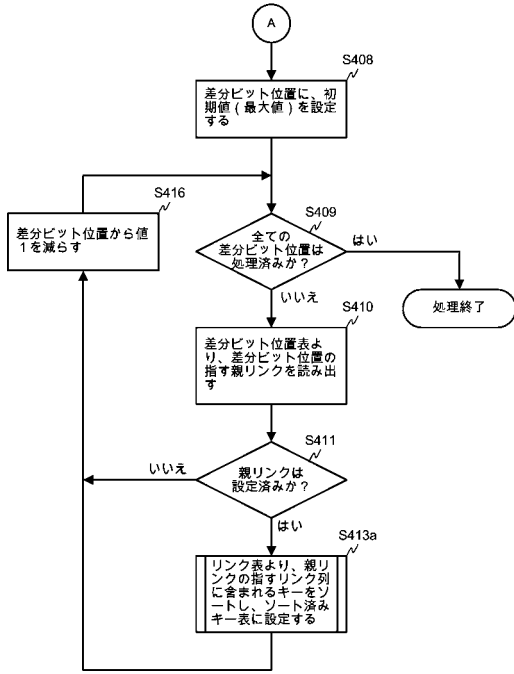 A
S408
差分ビット位置に、初
期値(最大値)を設定
する
S416
差分ビット位置から値
1を減らす
S409
全ての
差分ビット位置は
処理済みか?
はい
処理終了
いいえ
S410
差分ビット位置表よ
り、差分ビット位置の
指す親リンクを読み出
す
S411
親リンクは
設定済みか?
いいえ
はい
S413a
リンク表より、親リ
ンクの指すリンク列
に含まれるキーをソ
ートし、ソート済み
キー表に設定する